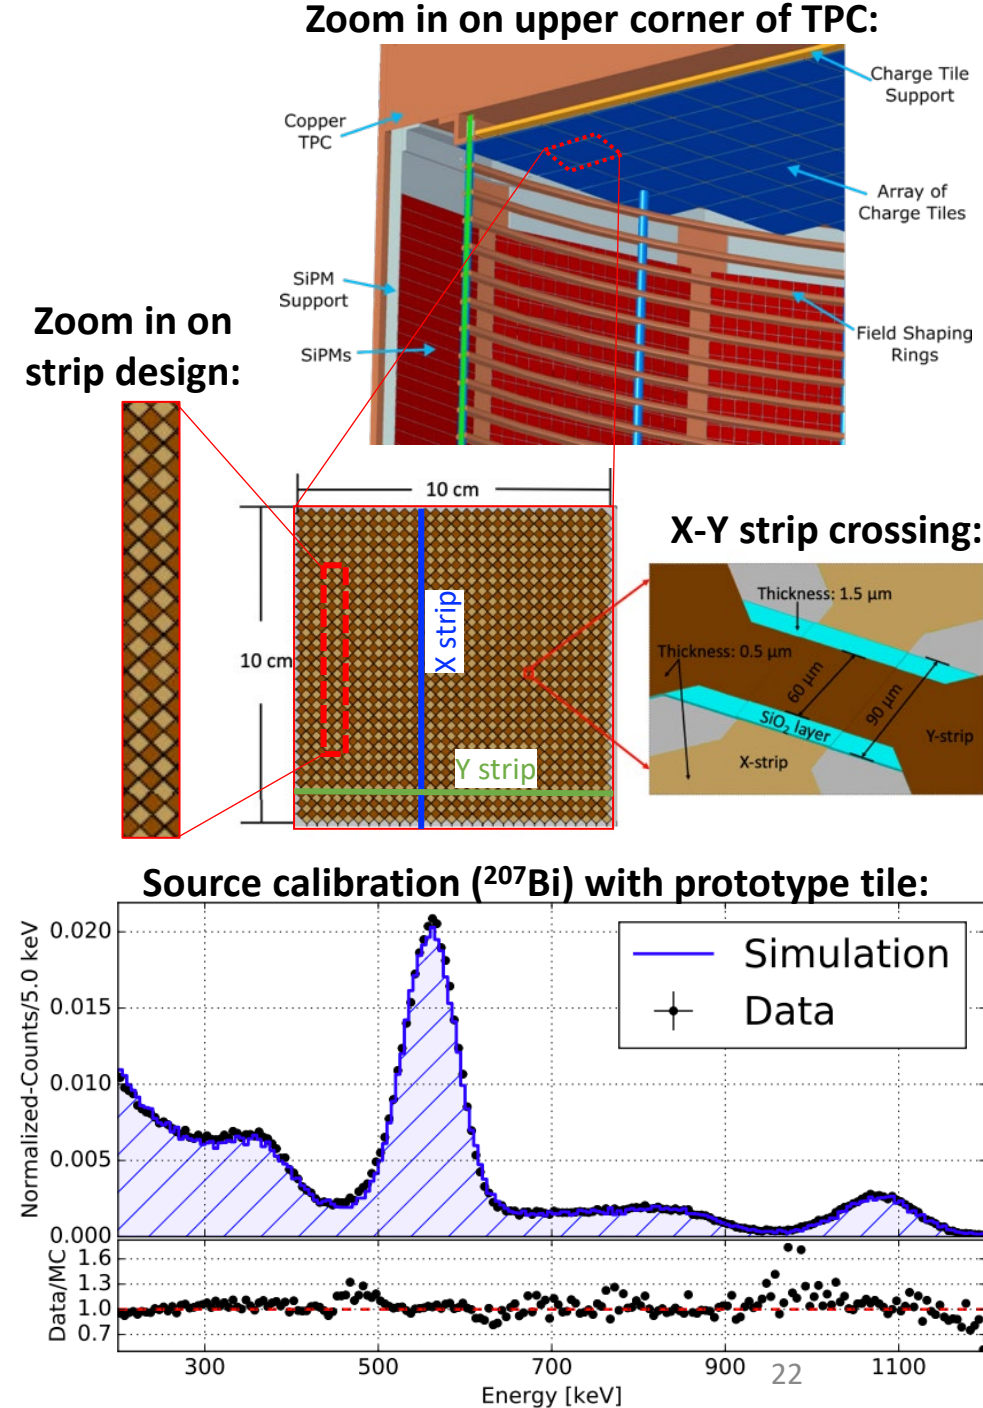 Zoom in on upper corner of TPC:
Charge Tile
Support
Copper
TPC
Array of
Charge Tiles
SiPM
Support
SiPMs
Field Shaping
Rings
Zoom in on
strip design:
10 cm
10 cm
X strip
Y strip
X-Y strip crossing:
Thickness: 1.5 μm
Thickness: 0.5 μm
60 μm
90 μm
SiO₂ layer
Y-strip
X-strip
Source calibration (²⁰⁷Bi) with prototype tile:
Normalized-Counts/5.0 keV
0.020
0.015
0.010
0.005
0.000
Simulation
Data
Data/MC
1.6
1.3
1.0
0.7
300 500 700 900 1100
22
Energy [keV]